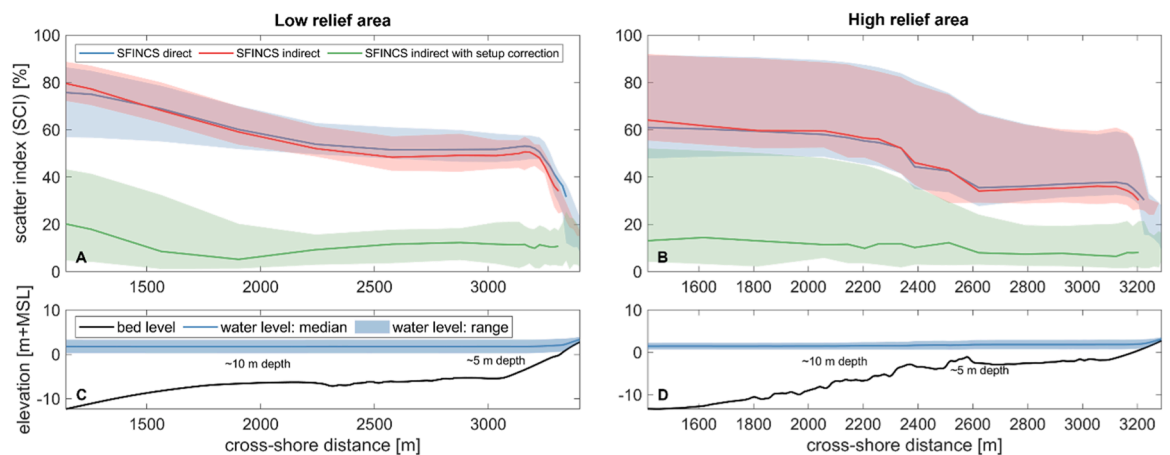 Low relief area
High relief area
scatter index (SCI) [%]
100
80
60
40
20
0
SFINCS direct
SFINCS indirect
SFINCS indirect with setup correction
A
1500
2000
2500
3000
100
80
60
40
20
0
B
1600
1800
2000
2200
2400
2600
2800
3000
3200
elevation [m+MSL]
10
0
-10
bed level
water level: median
water level: range
~10 m depth
~5 m depth
C
1500
2000
2500
3000
cross-shore distance [m]
10
0
-10
~10 m depth
~5 m depth
D
1600
1800
2000
2200
2400
2600
2800
3000
3200
cross-shore distance [m]